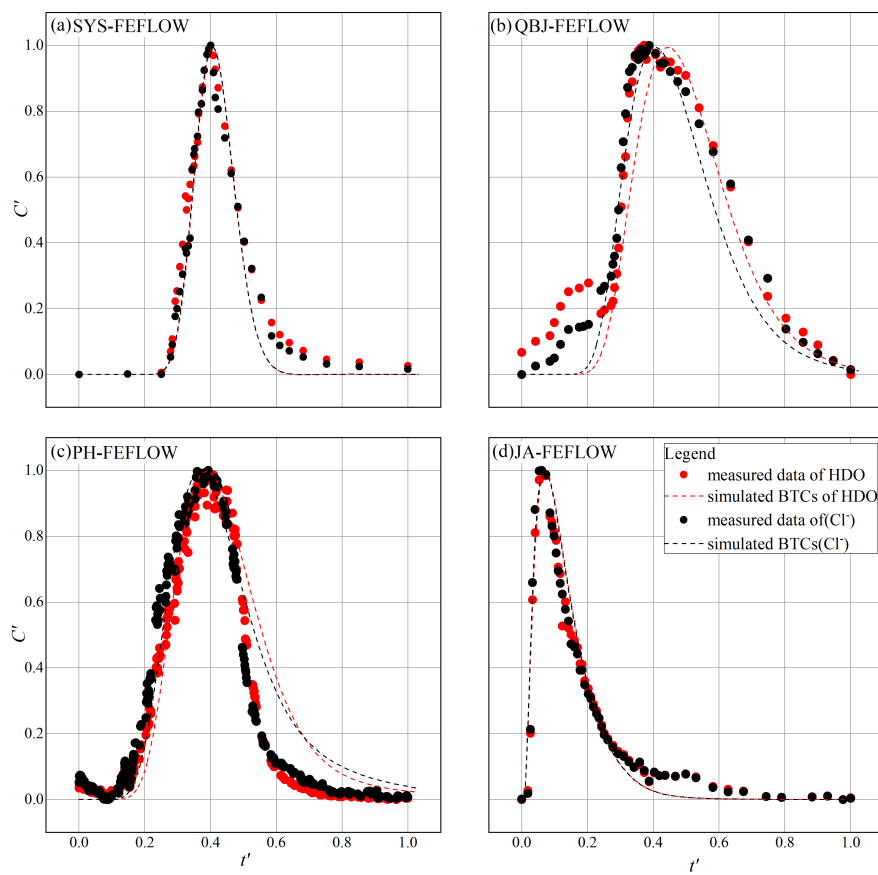 (a)SYS-FEFLOW
(b)QBJ-FEFLOW
1.0
0.8
0.6
0.4
0.2
0.0
C'
(c)PH-FEFLOW
(d)JA-FEFLOW
Legend
measured data of HDO
simulated BTCs of HDO
measured data of(Cl⁻)
simulated BTCs(Cl⁻)
1.0
0.8
0.6
0.4
0.2
0.0
C'
0.0 0.2 0.4 0.6 0.8 1.0
0.0 0.2 0.4 0.6 0.8 1.0
t'
t'